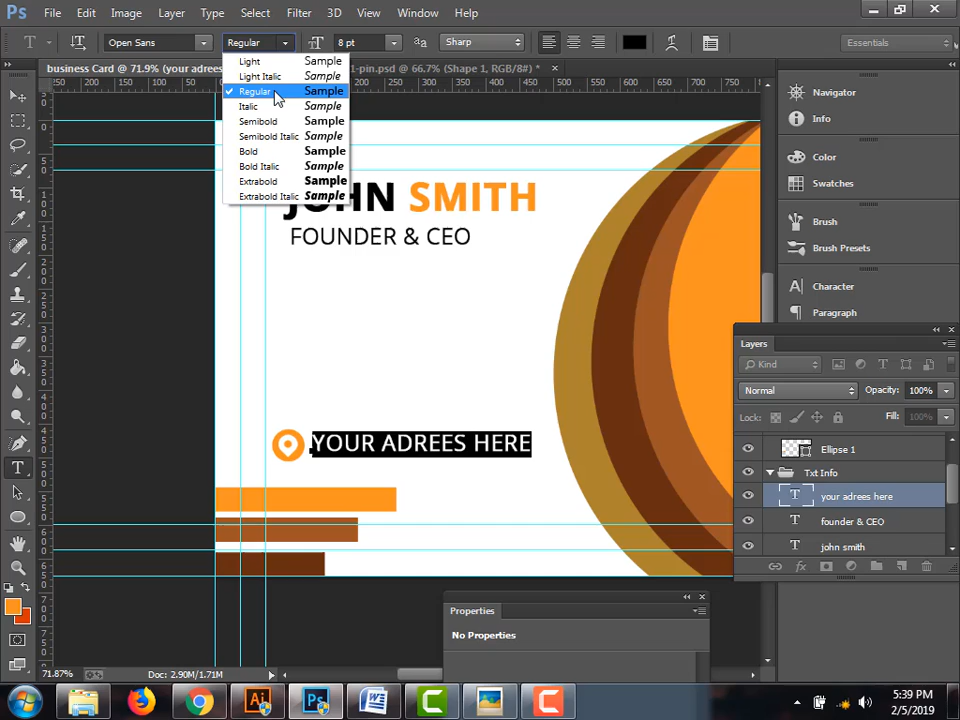 Ps File Edit Image Layer Type Select Filter 3D View Window Help
T Open Sans Regular 8 pt Sharp Essentials
business Card @ 71.9% (your adrees 1-pin.psd @ 66.7% (Shape 1, RGB/8#) *
Light Sample
Light Italic Sample
Regular Sample
Italic Sample
Semibold Sample
Semibold Italic Sample
Bold Sample
Bold Italic Sample
Extrabold Sample
Extrabold Italic Sample
JOHN SMITH
FOUNDER & CEO
YOUR ADREES HERE
Navigator
Info
Color
Swatches
Brush
Brush Presets
Character
Paragraph
Layers
Kind
Normal Opacity: 100%
Lock: Fill: 100%
Ellipse 1
Txt Info
your adrees here
founder & CEO
john smith
Properties
No Properties
71.87% Doc: 2.90M/1.71M
Ai Ps W C C
5:39 PM
2/5/2019